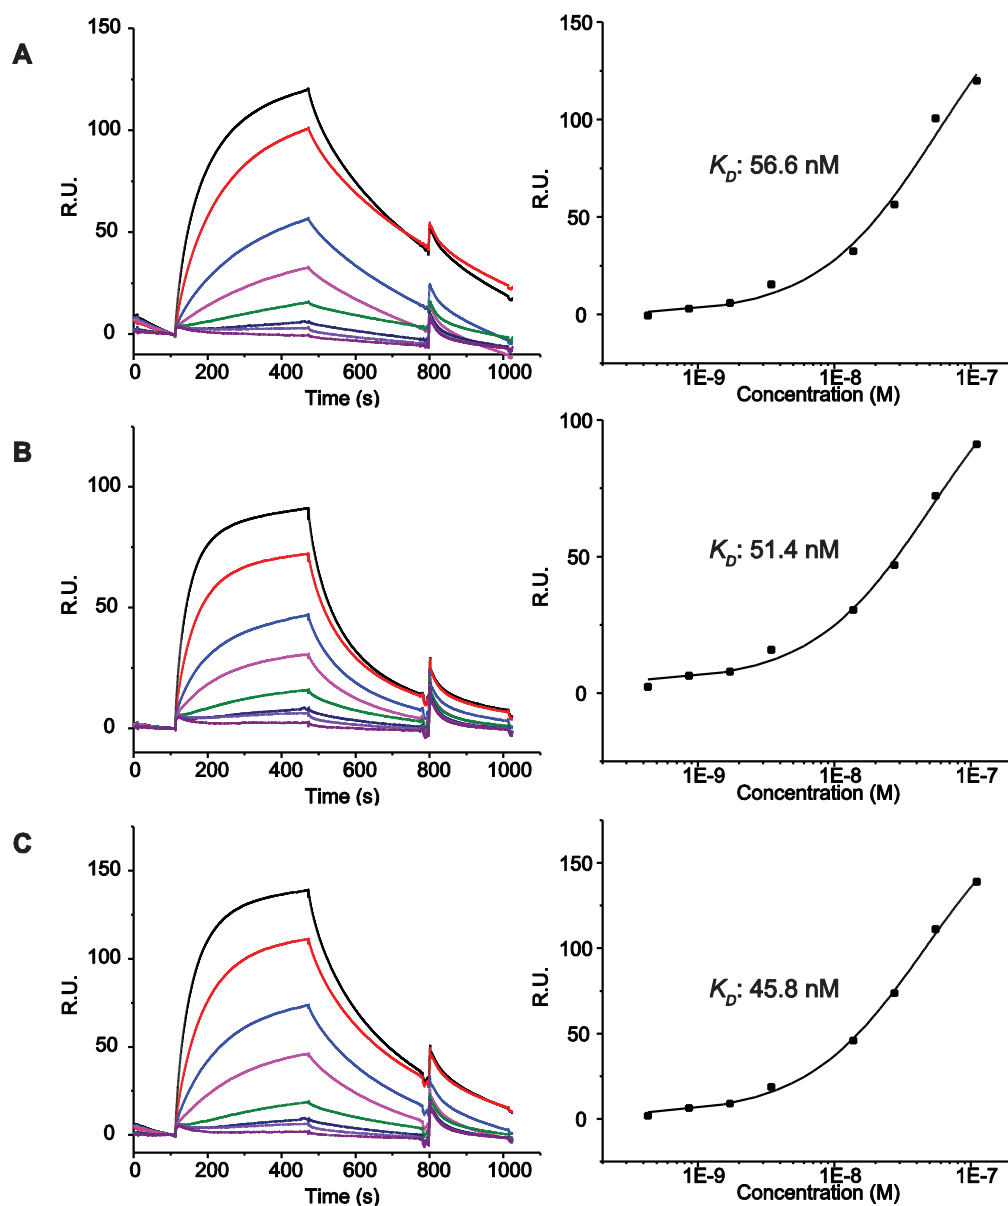 A
150
100
50
0
R.U.
0 200 400 600 800 1000
Time (s)
150
100
50
0
R.U.
K_D: 56.6 nM
1E-9 1E-8 1E-7
Concentration (M)
B
100
50
0
R.U.
0 200 400 600 800 1000
Time (s)
100
50
0
R.U.
K_D: 51.4 nM
1E-9 1E-8 1E-7
Concentration (M)
C
150
100
50
0
R.U.
0 200 400 600 800 1000
Time (s)
150
100
50
0
R.U.
K_D: 45.8 nM
1E-9 1E-8 1E-7
Concentration (M)